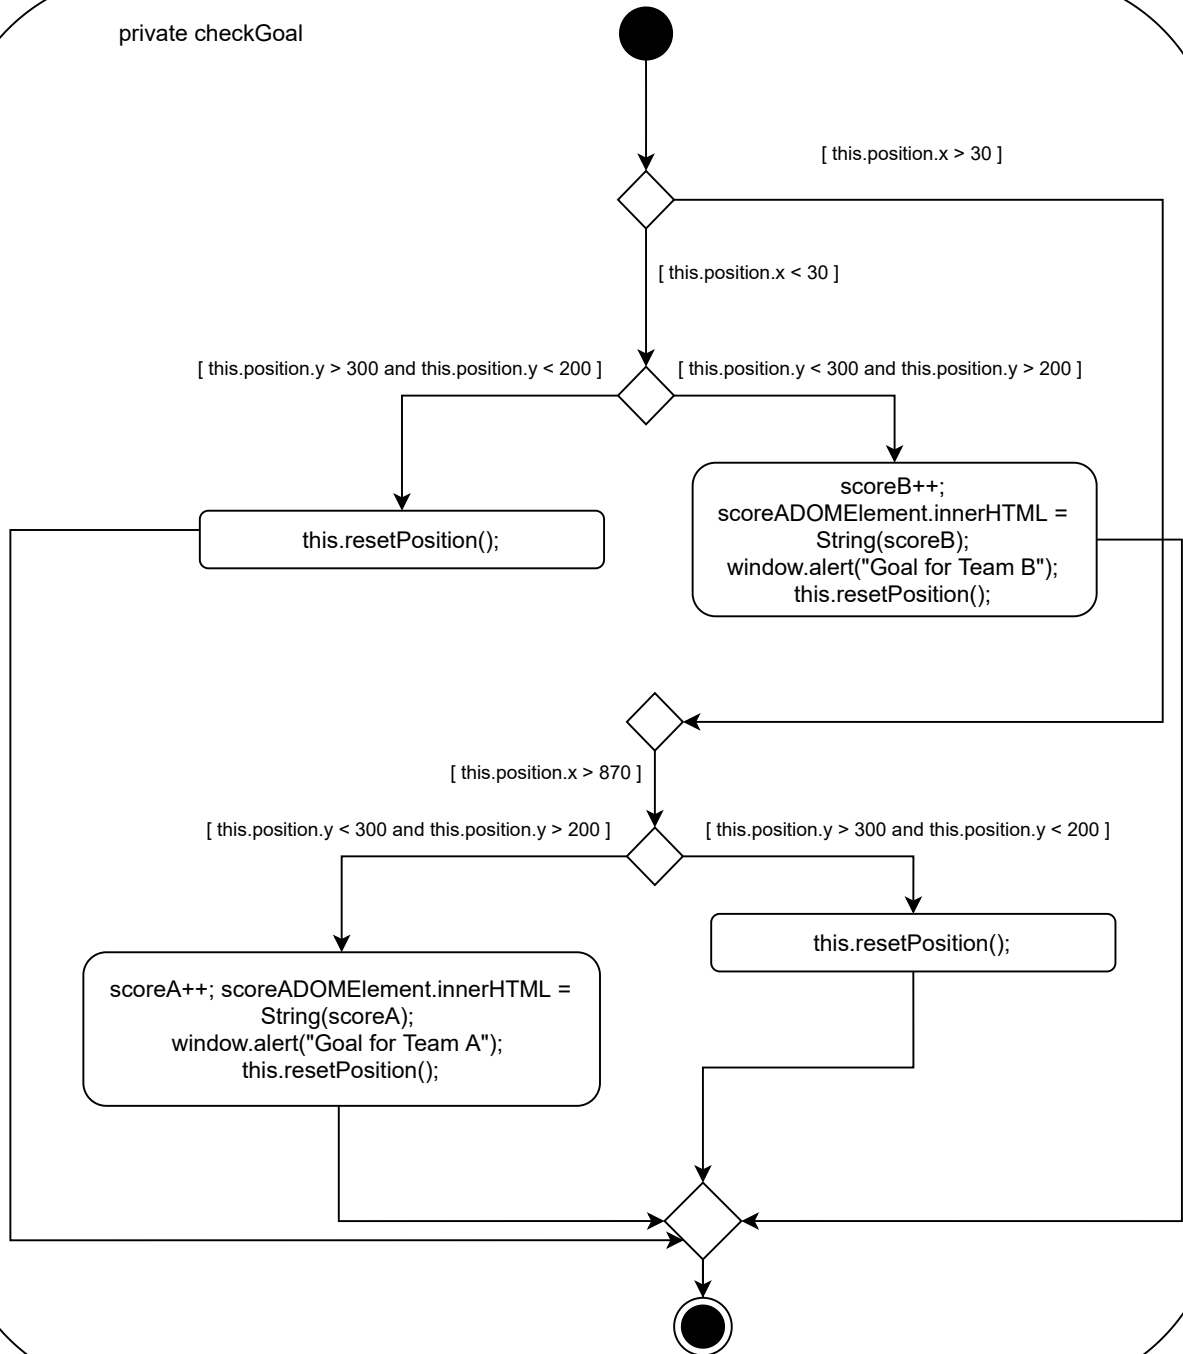 private checkGoal
[ this.position.x > 30 ]
[ this.position.x < 30 ]
[ this.position.y > 300 and this.position.y < 200 ]
[ this.position.y < 300 and this.position.y > 200 ]
scoreB++;
scoreADOMElement.innerHTML =
String(scoreB);
window.alert("Goal for Team B");
this.resetPosition();
this.resetPosition();
[ this.position.x > 870 ]
[ this.position.y < 300 and this.position.y > 200 ]
[ this.position.y > 300 and this.position.y < 200 ]
this.resetPosition();
scoreA++; scoreADOMElement.innerHTML =
String(scoreA);
window.alert("Goal for Team A");
this.resetPosition();